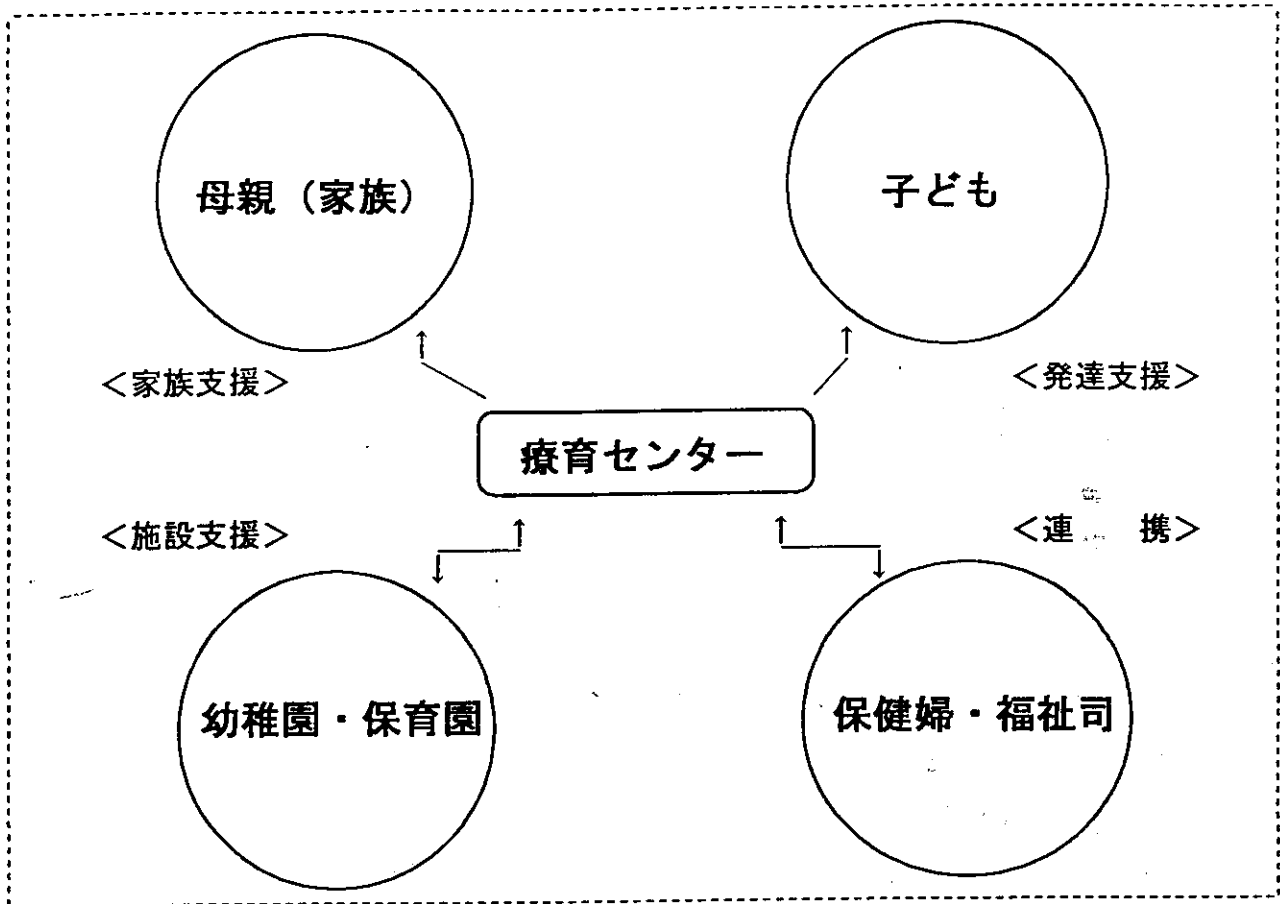 母親（家族）
子ども
＜家族支援＞
＜発達支援＞
療育センター
＜施設支援＞
＜連　　携＞
幼稚園・保育園
保健婦・福祉司